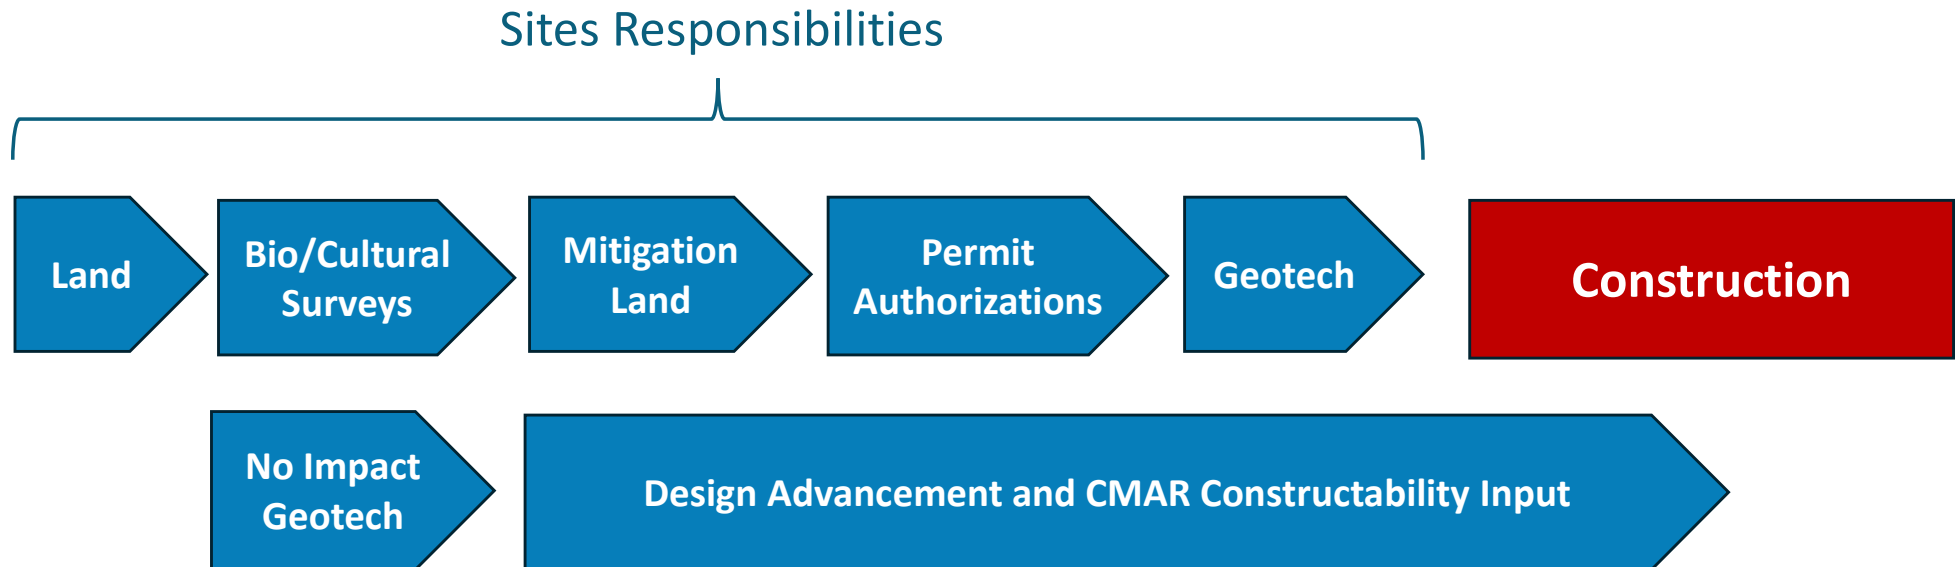 Sites Responsibilities
Land
Bio/Cultural
Surveys
Mitigation
Land
Permit
Authorizations
Geotech
Construction
No Impact
Geotech
Design Advancement and CMAR Constructability Input